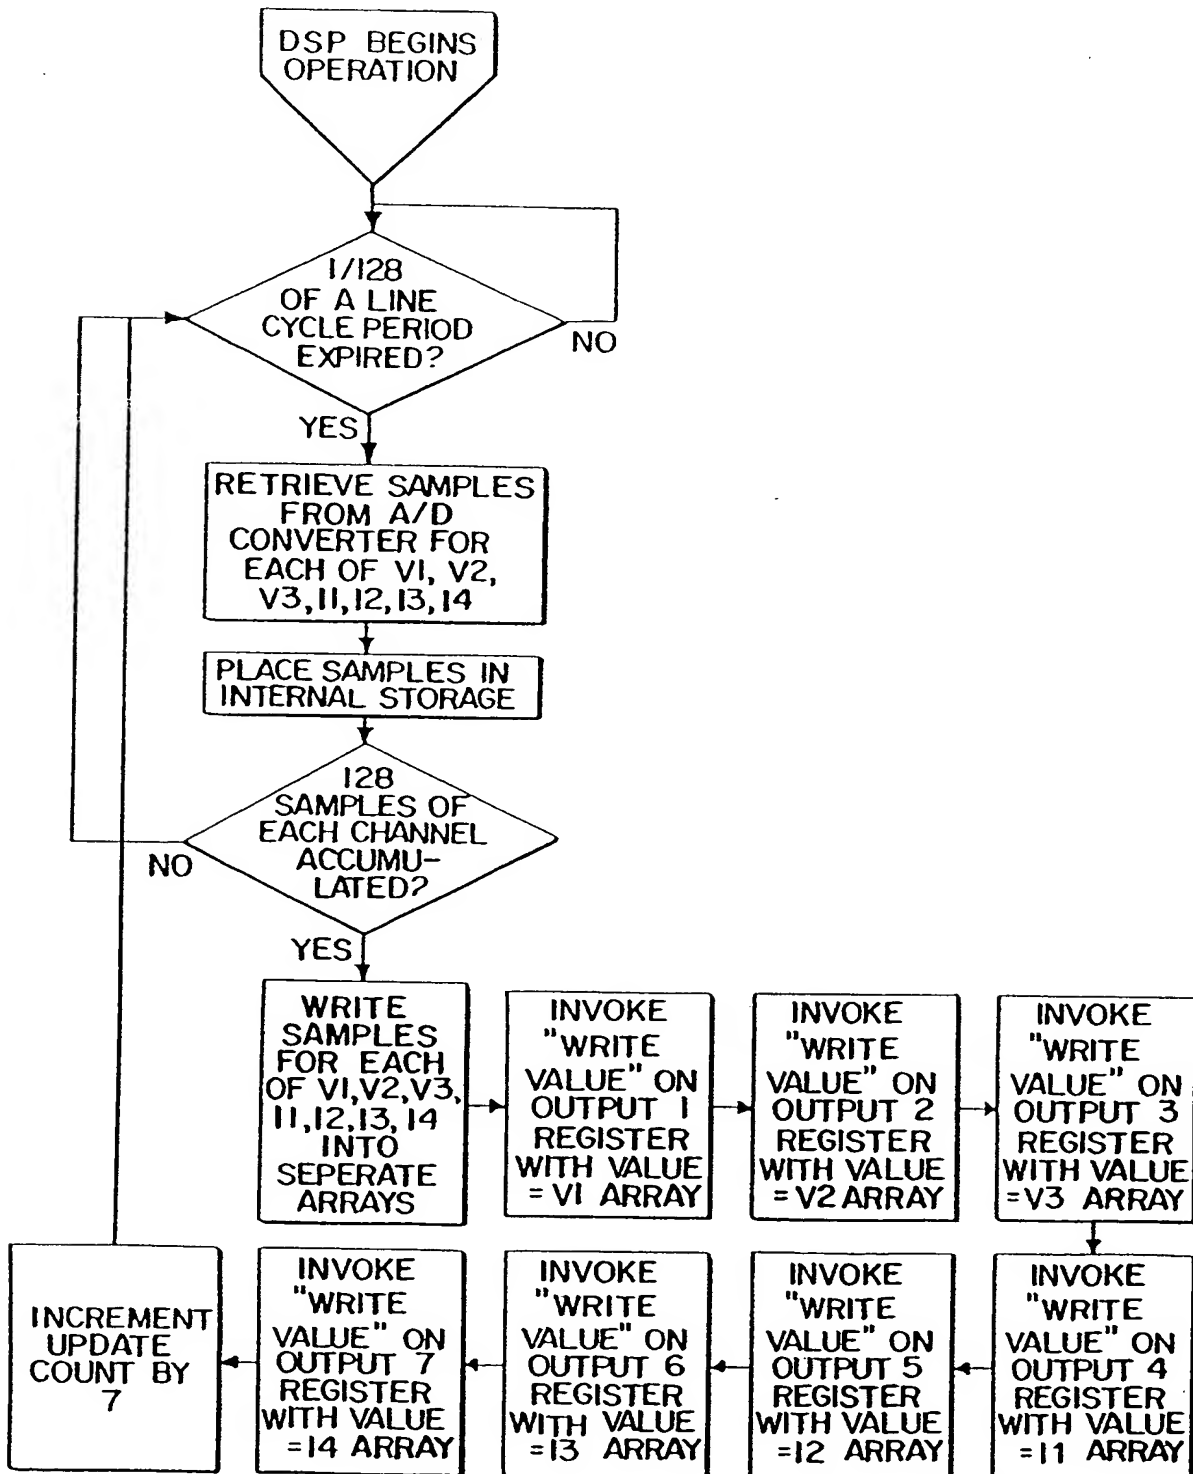 DSP BEGINS
OPERATION
1/128
OF A LINE
CYCLE PERIOD
EXPIRED?
NO
YES
RETRIEVE SAMPLES
FROM A/D
CONVERTER FOR
EACH OF V1, V2,
V3, I1, I2, I3, I4
PLACE SAMPLES IN
INTERNAL STORAGE
128
SAMPLES OF
EACH CHANNEL
ACCUMU-
LATED?
NO
YES
WRITE
SAMPLES
FOR EACH
OF V1, V2, V3,
I1, I2, I3, I4
INTO
SEPERATE
ARRAYS
INVOKE
"WRITE
VALUE" ON
OUTPUT 1
REGISTER
WITH VALUE
= V1 ARRAY
INVOKE
"WRITE
VALUE" ON
OUTPUT 2
REGISTER
WITH VALUE
= V2 ARRAY
INVOKE
"WRITE
VALUE" ON
OUTPUT 3
REGISTER
WITH VALUE
=V3 ARRAY
INVOKE
"WRITE
VALUE" ON
OUTPUT 4
REGISTER
WITH VALUE
=I1 ARRAY
INVOKE
"WRITE
VALUE" ON
OUTPUT 5
REGISTER
WITH VALUE
=I2 ARRAY
INVOKE
"WRITE
VALUE" ON
OUTPUT 6
REGISTER
WITH VALUE
=I3 ARRAY
INVOKE
"WRITE
VALUE" ON
OUTPUT 7
REGISTER
WITH VALUE
=I4 ARRAY
INCREMENT
UPDATE
COUNT BY
7